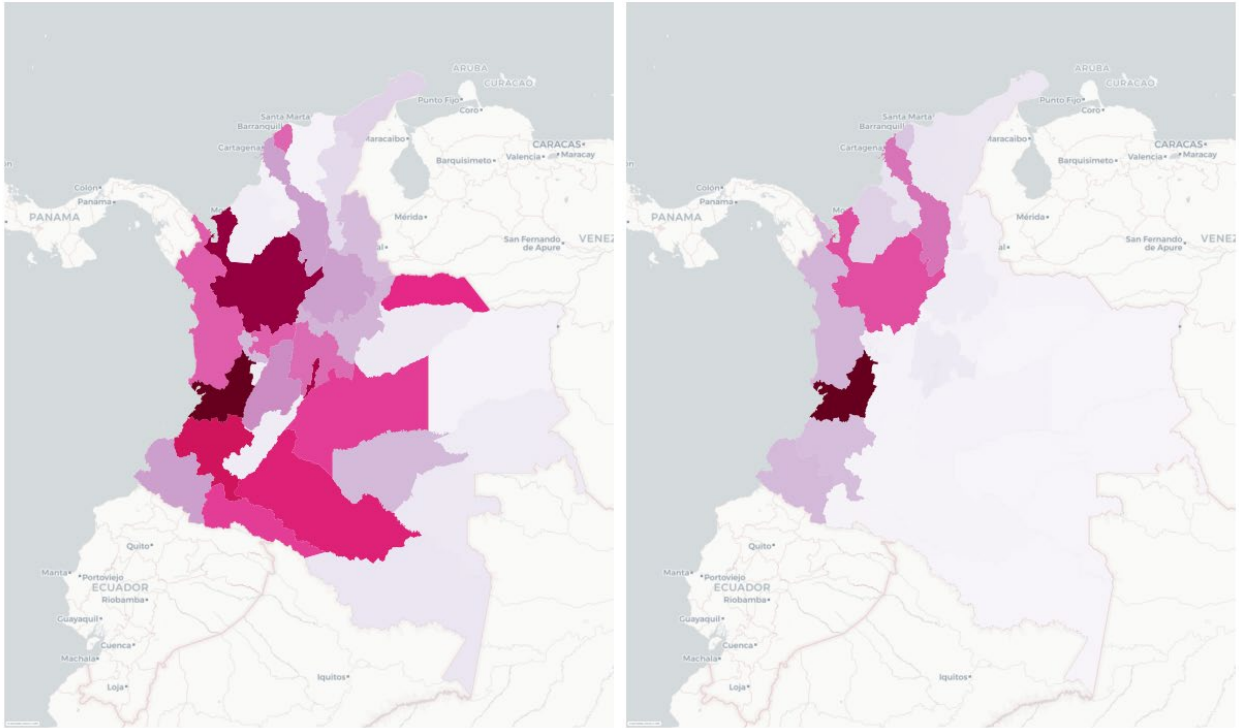 ARUBA
CURAÇAO
Punto Fijo
Coro
Santa Marta
Barranquill
Cartagena
Maracaibo
CARACAS
Barquisimeto
Valencia
Maracay
Colón
Panama
PANAMA
Mérida
San Fernando
de Apure
VENEZ
Quito
Manta
Portoviejo
ECUADOR
Riobamba
Guayaquil
Cuenca
Machala
Loja
Iquitos
ARUBA
CURAÇAO
Punto Fijo
Coro
Santa Marta
Barranquill
Cartagena
Maracaibo
CARACAS
Barquisimeto
Valencia
Maracay
Colón
Panama
PANAMA
Mérida
San Fernando
de Apure
VENEZ
Quito
Manta
Portoviejo
ECUADOR
Riobamba
Guayaquil
Cuenca
Machala
Loja
Iquitos